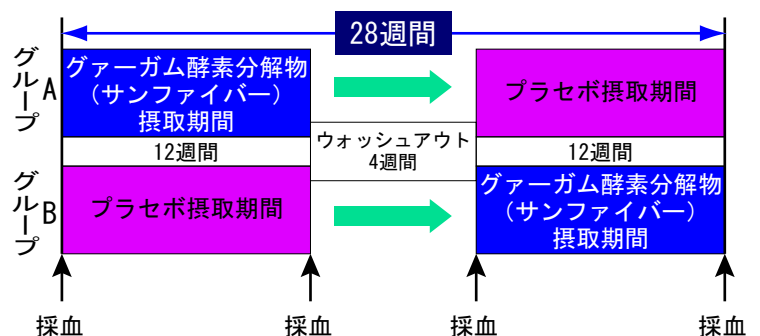 28週間
グループA
グァーガム酵素分解物
（サンファイバー）
摂取期間
プラセボ摂取期間
12週間
ウォッシュアウト
4週間
12週間
グループB
プラセボ摂取期間
グァーガム酵素分解物
（サンファイバー）
摂取期間
採血
採血
採血
採血